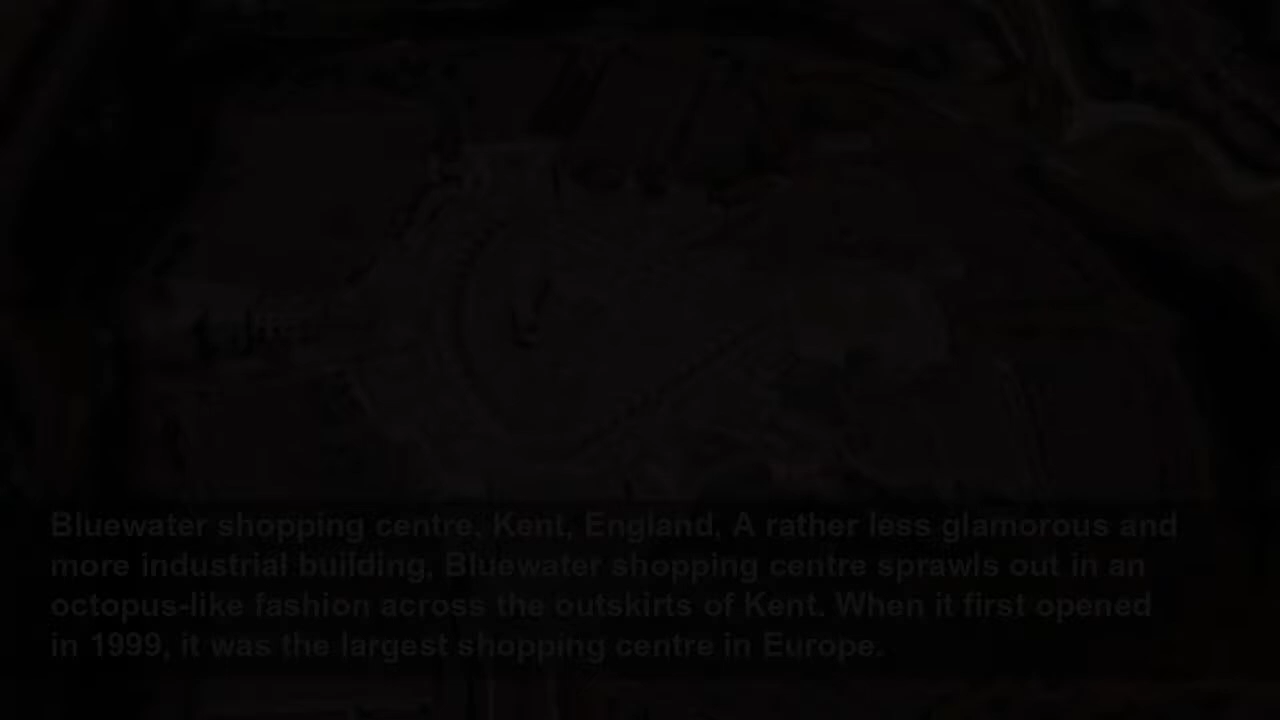 Bluewater shopping centre, Kent, England, A rather less glamorous and
more industrial building, Bluewater shopping centre sprawls out in an
octopus-like fashion across the outskirts of Kent. When it first opened
in 1999, it was the largest shopping centre in Europe.